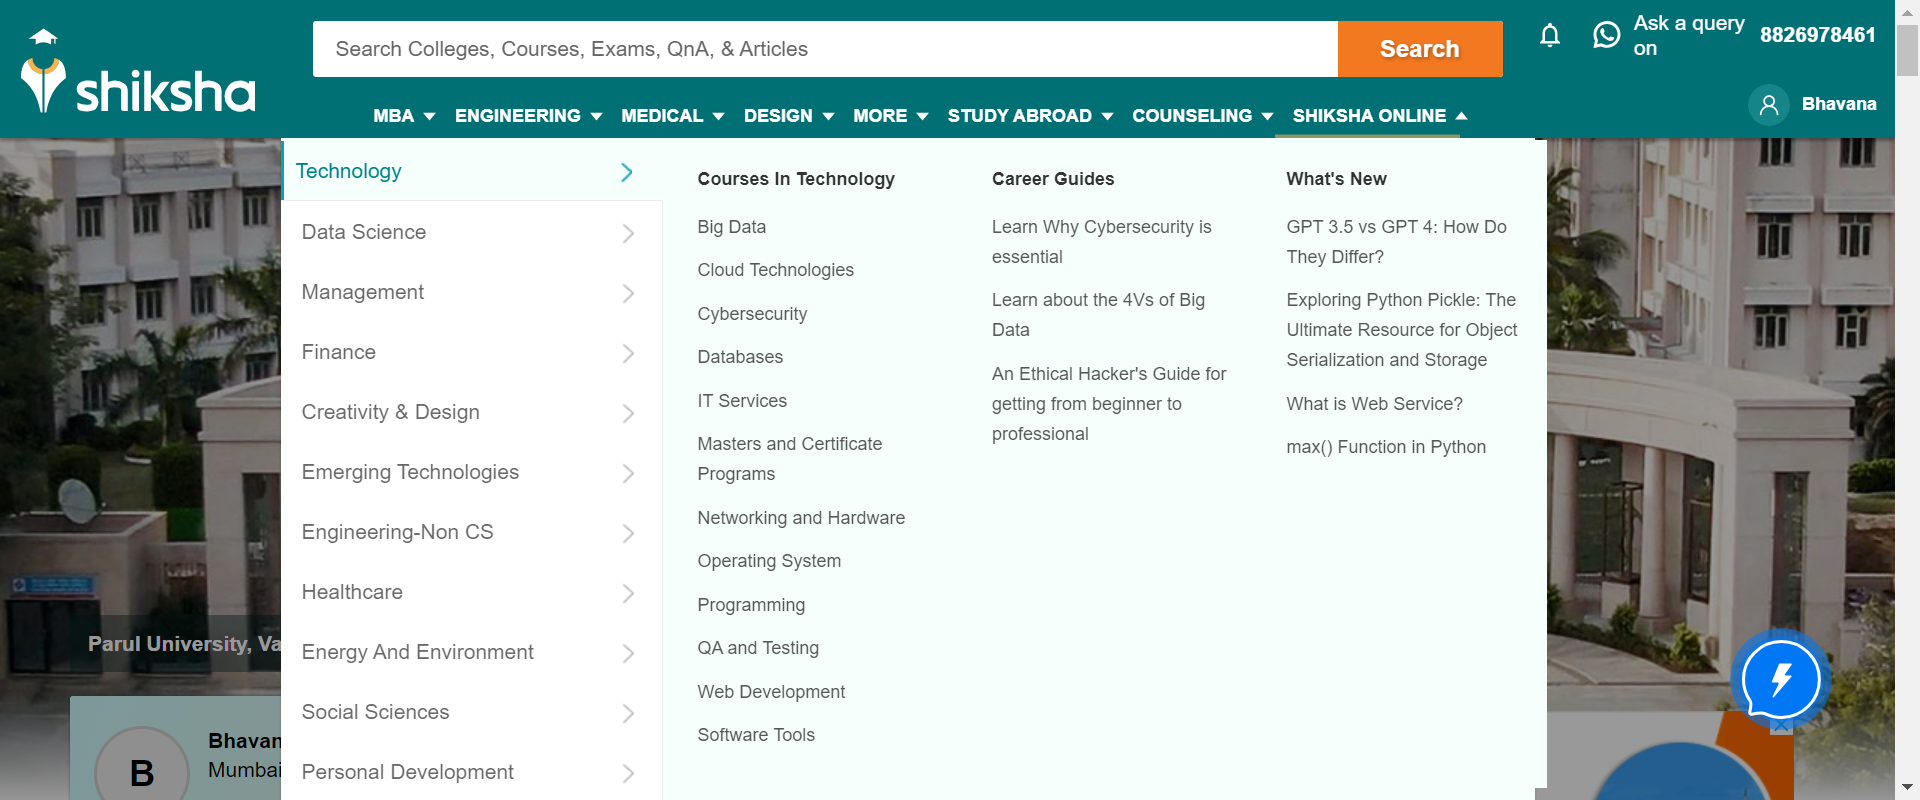 shiksha
Search Colleges, Courses, Exams, QnA, & Articles
Search
Ask a query
on
8826978461
MBA
ENGINEERING
MEDICAL
DESIGN
MORE
STUDY ABROAD
COUNSELING
SHIKSHA ONLINE
Bhavana
Technology
Data Science
Management
Finance
Creativity & Design
Emerging Technologies
Engineering-Non CS
Healthcare
Energy And Environment
Social Sciences
Personal Development
Courses In Technology
Big Data
Cloud Technologies
Cybersecurity
Databases
IT Services
Masters and Certificate
Programs
Networking and Hardware
Operating System
Programming
QA and Testing
Web Development
Software Tools
Career Guides
Learn Why Cybersecurity is
essential
Learn about the 4Vs of Big
Data
An Ethical Hacker's Guide for
getting from beginner to
professional
What's New
GPT 3.5 vs GPT 4: How Do
They Differ?
Exploring Python Pickle: The
Ultimate Resource for Object
Serialization and Storage
What is Web Service?
max() Function in Python
Parul University, Va
B
Bhavan
Mumbai